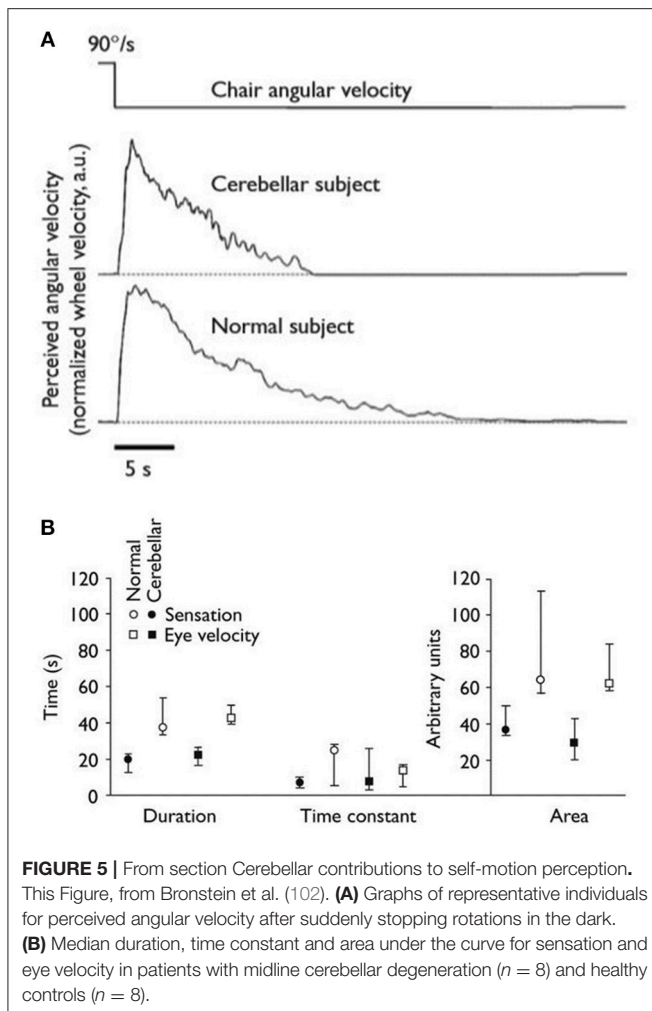 A
90°/s
Chair angular velocity
Perceived angular velocity
(normalized wheel velocity, a.u.)
Cerebellar subject
Normal subject
5 s
B
Normal
Cerebellar
Sensation
Eye velocity
Time (s)
120
100
80
60
40
20
0
Duration
Time constant
Arbitrary units
120
100
80
60
40
20
Area
FIGURE 5 | From section Cerebellar contributions to self-motion perception.
This Figure, from Bronstein et al. (102). (A) Graphs of representative individuals
for perceived angular velocity after suddenly stopping rotations in the dark.
(B) Median duration, time constant and area under the curve for sensation and
eye velocity in patients with midline cerebellar degeneration (n = 8) and healthy
controls (n = 8).